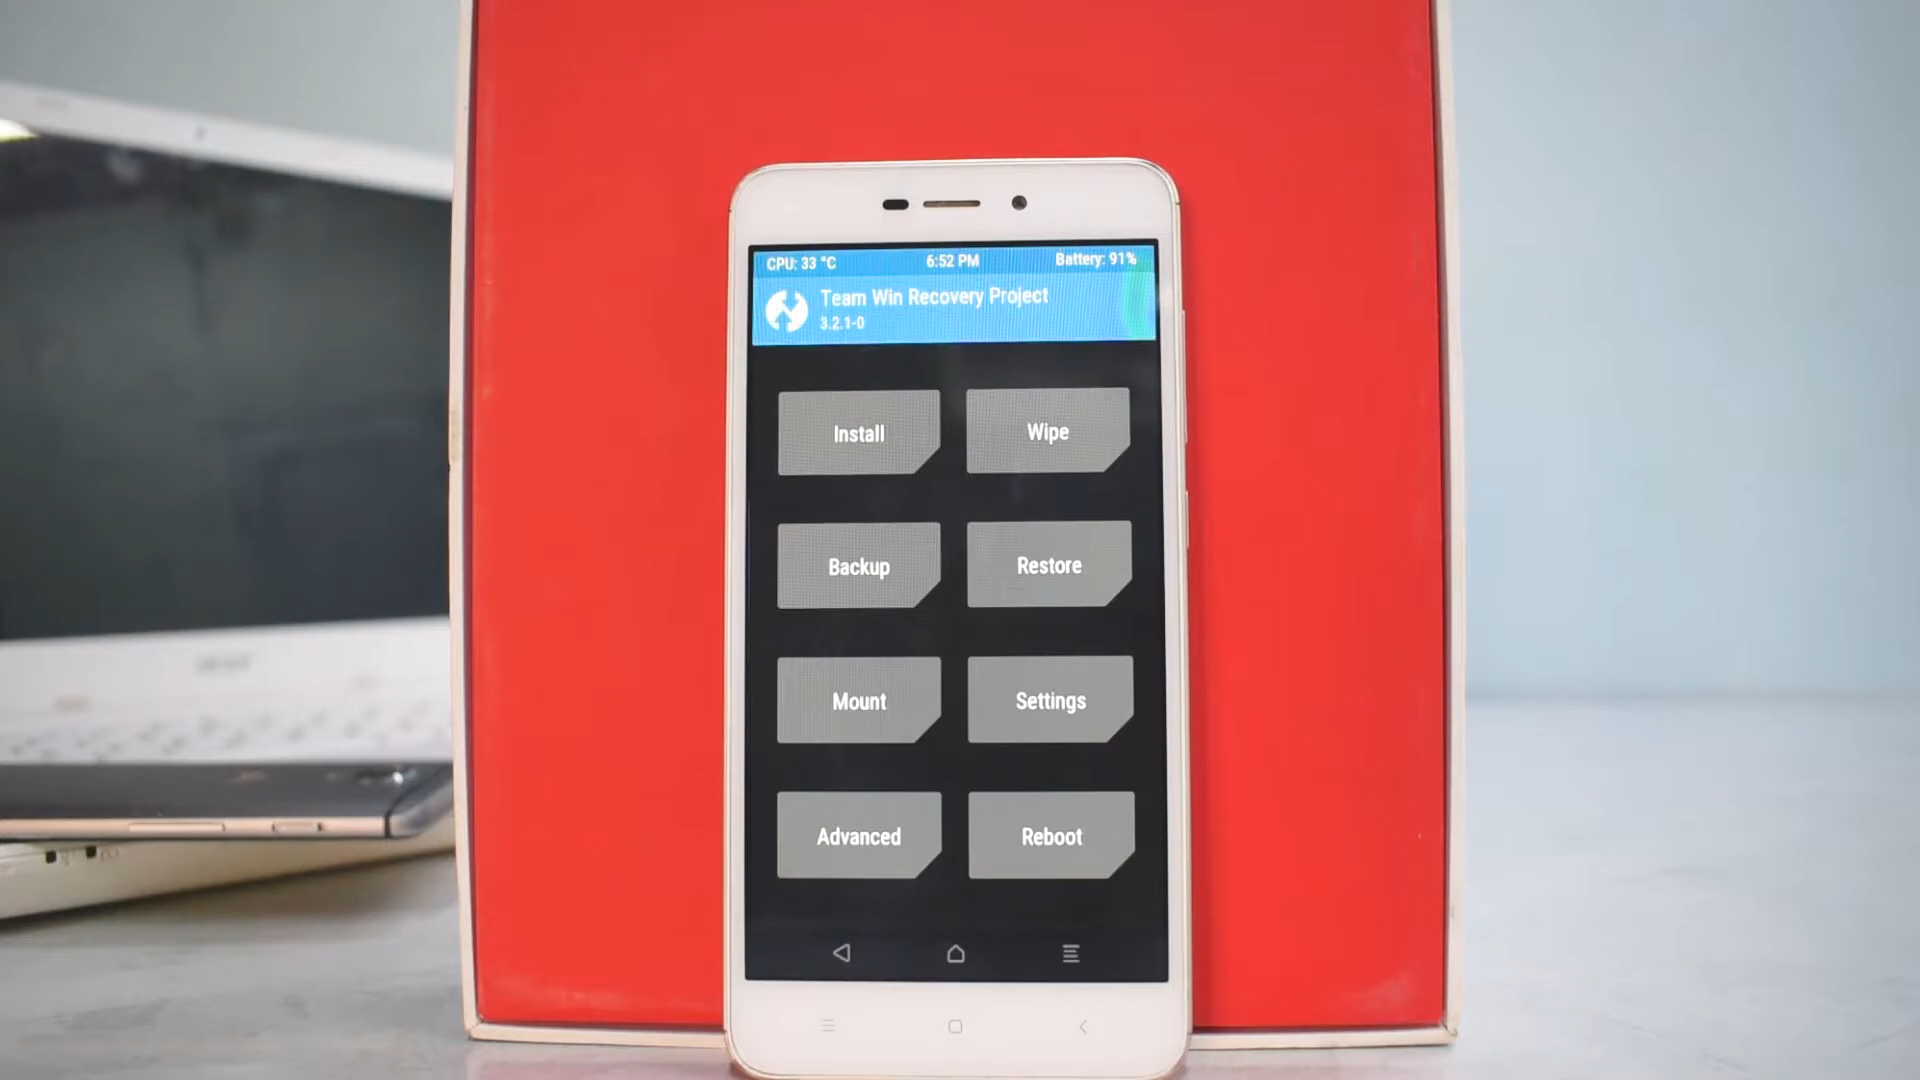 CPU: 33 °C 6:52 PM Battery: 91%
Team Win Recovery Project
3.2.1-0
Install Wipe
Backup Restore
Mount Settings
Advanced Reboot